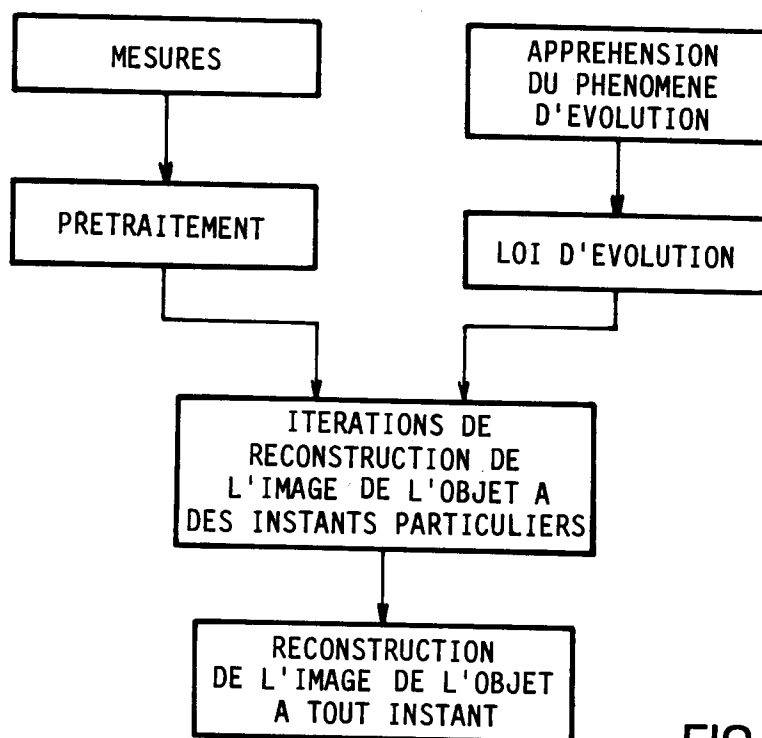 MESURES
APPREHENSION
DU PHENOMENE
D'EVOLUTION
PRETRAITEMENT
LOI D'EVOLUTION
ITERATIONS DE
RECONSTRUCTION DE
L'IMAGE DE L'OBJET A
DES INSTANTS PARTICULIERS
RECONSTRUCTION
DE L'IMAGE DE L'OBJET
A TOUT INSTANT
FIG